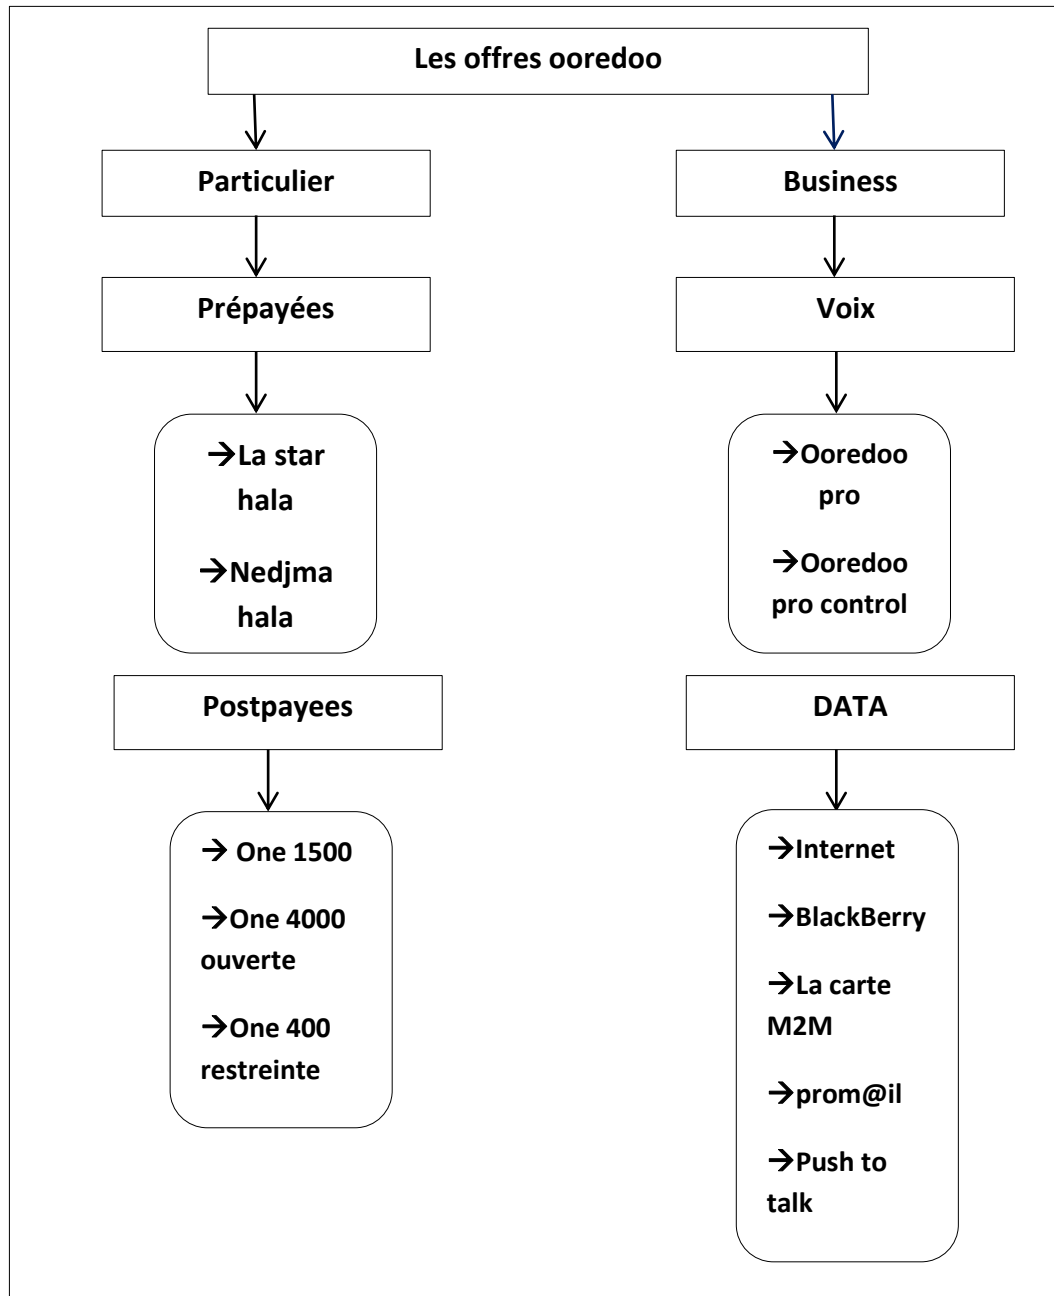 Les offres ooredoo
Particulier
Business
Prépayées
Voix
→La star
hala
→Nedjma
hala
→Ooredoo
pro
→Ooredoo
pro control
Postpayees
DATA
→ One 1500
→One 4000
ouverte
→One 400
restreinte
→Internet
→BlackBerry
→La carte
M2M
→prom@il
→Push to
talk